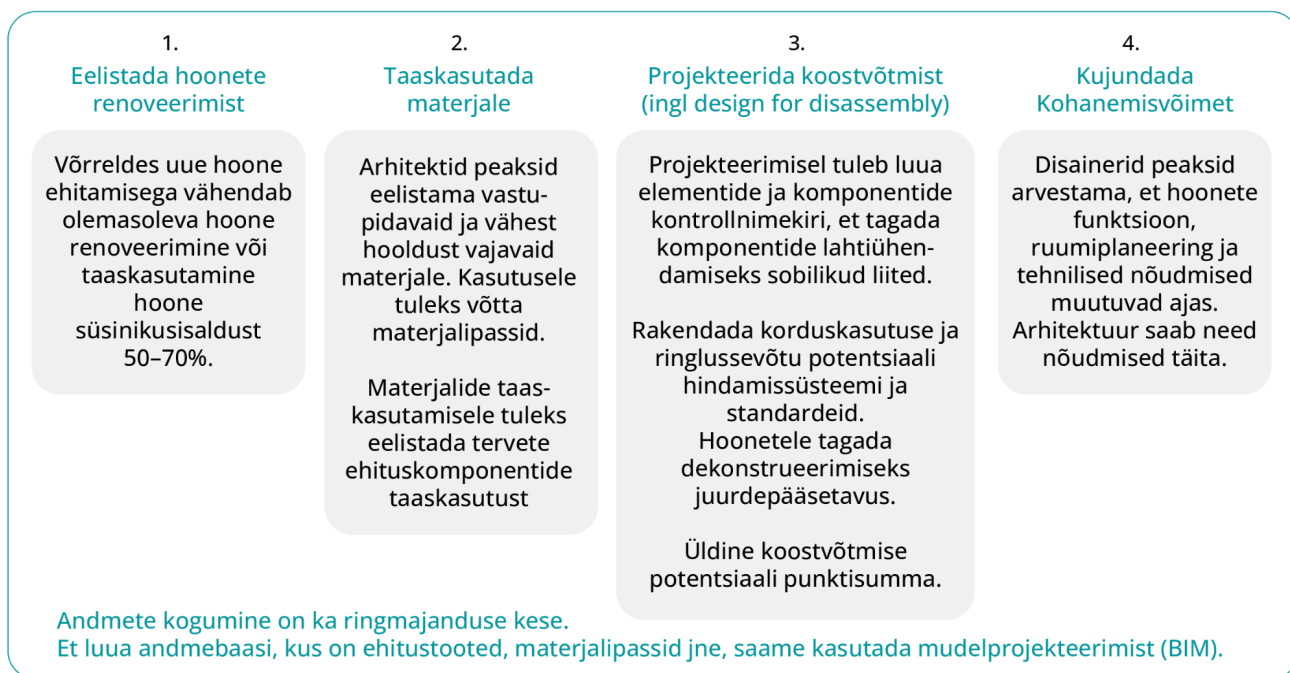 1.
Eelistada hoonete
renoveerimist
Võrreldes uue hoone
ehitamisega vähendab
olemasoleva hoone
renoveerimine või
taaskasutamine
hoone
süsinikusisaldust
50–70%.
2.
Taaskasutada
materjale
Arhitektid peaksid
eelistama vastu-
pidavaid ja vähest
hooldust vajavaid
materjale. Kasutusele
tuleks võtta
materjalipassid.
Materjalide taas-
kasutamisele tuleks
eelistada tervete
ehituskomponentide
taaskasutust
3.
Projekteerida koostvõtmist
(ingl design for disassembly)
Projekteerimisel tuleb luua
elementide ja komponentide
kontrollnimekiri, et tagada
komponentide lahtiühen-
damiseks sobilikud liited.
Rakendada korduskasutuse ja
ringlussevõtu potentsiaali
hindamissüsteemi ja
standardeid.
Hoonetele tagada
dekonstrueerimiseks
juurdepääsetavus.
Üldine koostvõtmise
potentsiaali punktisumma.
4.
Kujundada
Kohanemisvõimet
Disainerid peaksid
arvestama, et hoonete
funktsioon,
ruumiplaneering ja
tehnilised nõudmised
muutuvad ajas.
Arhitektuur saab need
nõudmised täita.
Andmete kogumine on ka ringmajanduse kese.
Et luua andmebaasi, kus on ehitustooted, materjalipassid jne, saame kasutada mudelprojekteerimist (BIM).